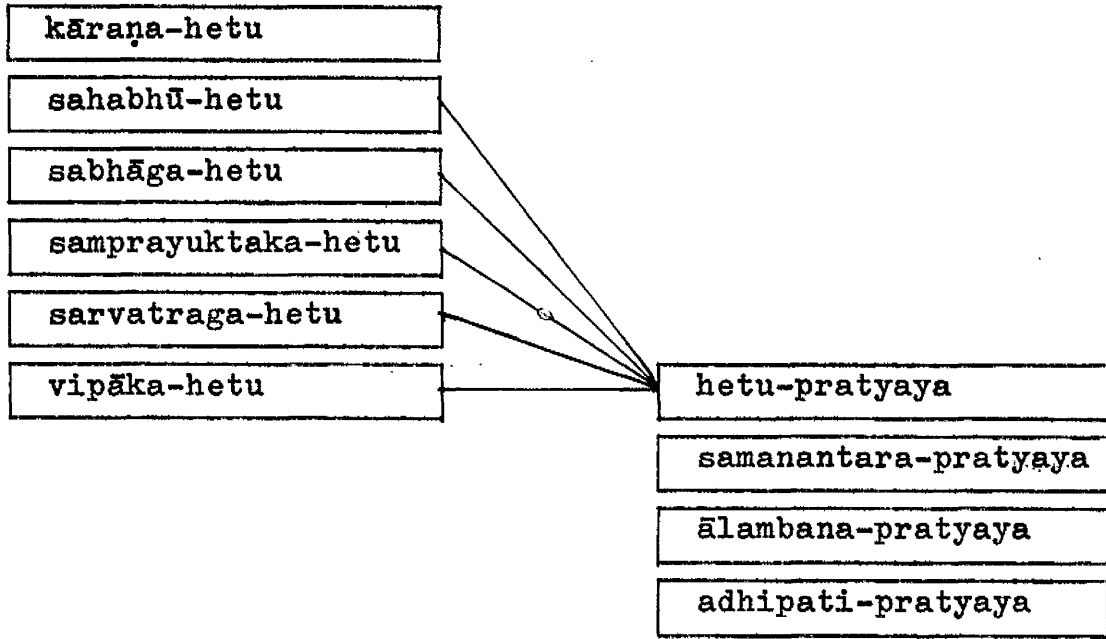 kāraṇa-hetu
sahabhū-hetu
sabhāga-hetu
samprayuktaka-hetu
sarvatraga-hetu
vipāka-hetu
hetu-pratyaya
samanantara-pratyaya
ālambana-pratyaya
adhipati-pratyaya